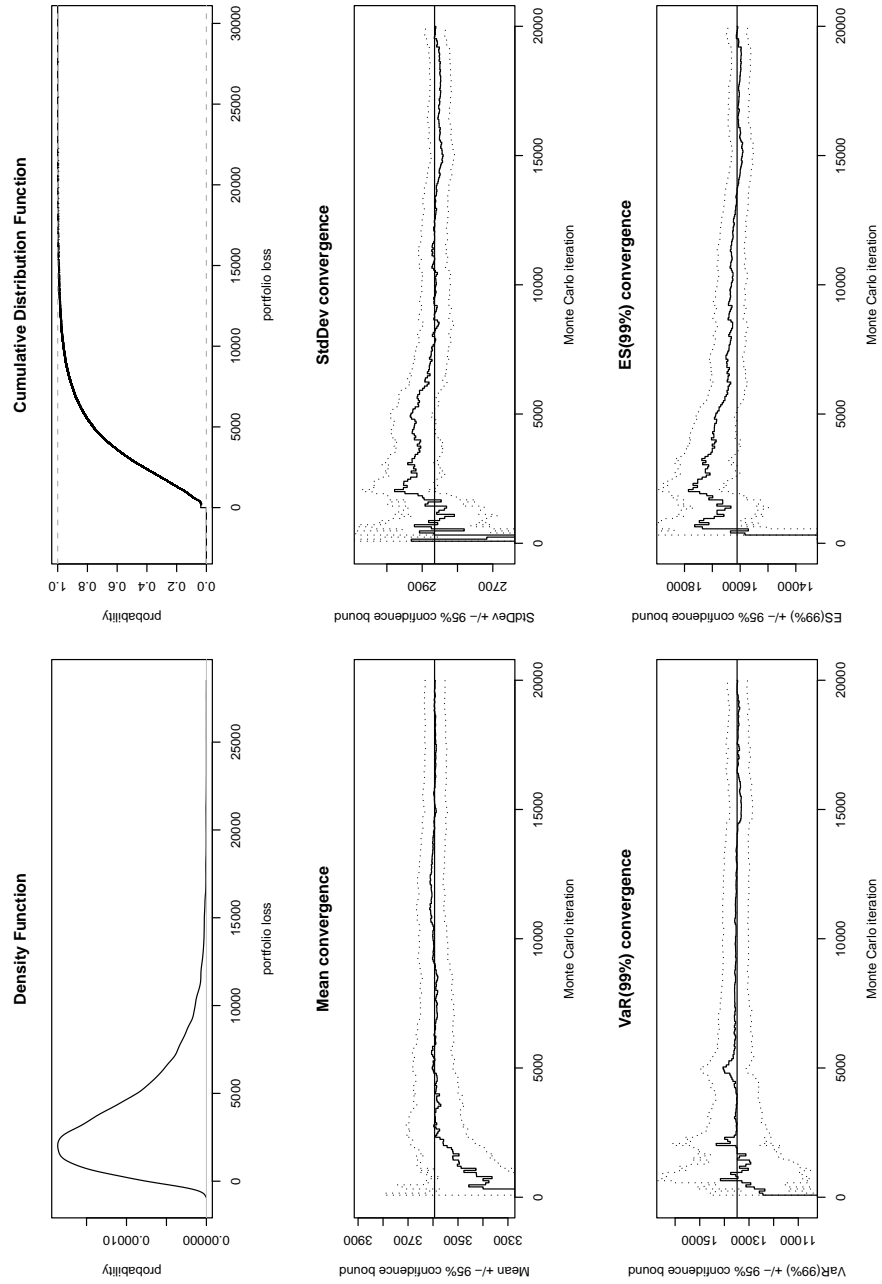 Density Function
probability
0.00010
0.00000
0 5000 10000 15000 20000 25000
portfolio loss
Cumulative Distribution Function
probability
1.0
0.8
0.6
0.4
0.2
0.0
0 5000 10000 15000 20000 25000 30000
portfolio loss
Mean convergence
Mean +/− 95% confidence bound
3900
3700
3500
3300
0 5000 10000 15000 20000
Monte Carlo iteration
StdDev convergence
StdDev +/− 95% confidence bound
2900
2700
0 5000 10000 15000 20000
Monte Carlo iteration
VaR(99%) convergence
VaR(99%) +/− 95% confidence bound
15000
13000
11000
0 5000 10000 15000 20000
Monte Carlo iteration
ES(99%) convergence
ES(99%) +/− 95% confidence bound
18000
16000
14000
0 5000 10000 15000 20000
Monte Carlo iteration